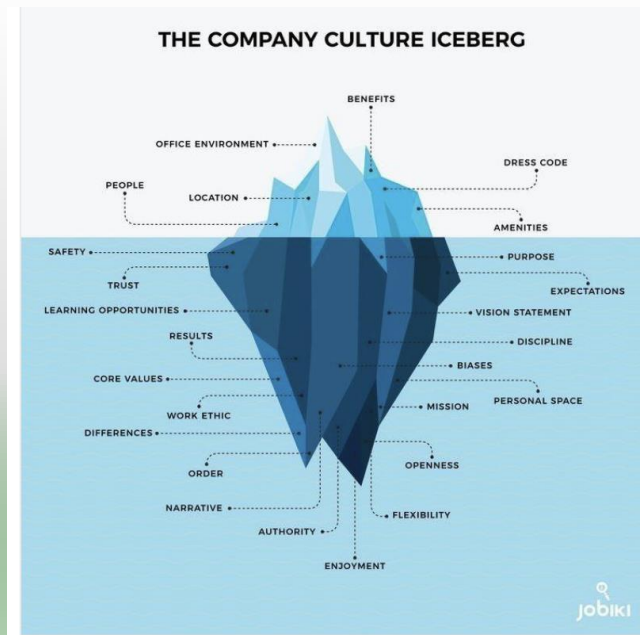 THE COMPANY CULTURE ICEBERG
BENEFITS
OFFICE ENVIRONMENT
DRESS CODE
PEOPLE
LOCATION
AMENITIES
SAFETY
PURPOSE
TRUST
EXPECTATIONS
LEARNING OPPORTUNITIES
VISION STATEMENT
RESULTS
DISCIPLINE
BIASES
CORE VALUES
PERSONAL SPACE
WORK ETHIC
MISSION
DIFFERENCES
OPENNESS
ORDER
NARRATIVE
FLEXIBILITY
AUTHORITY
ENJOYMENT
JOBIKI